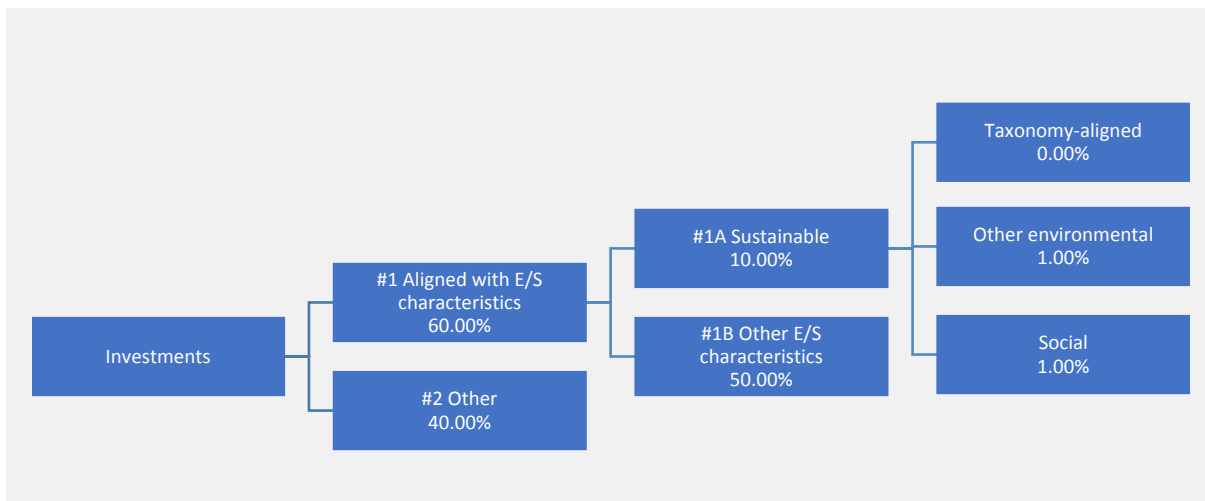 Investments
#1 Aligned with E/S
characteristics
60.00%
#2 Other
40.00%
#1A Sustainable
10.00%
#1B Other E/S
characteristics
50.00%
Taxonomy-aligned
0.00%
Other environmental
1.00%
Social
1.00%